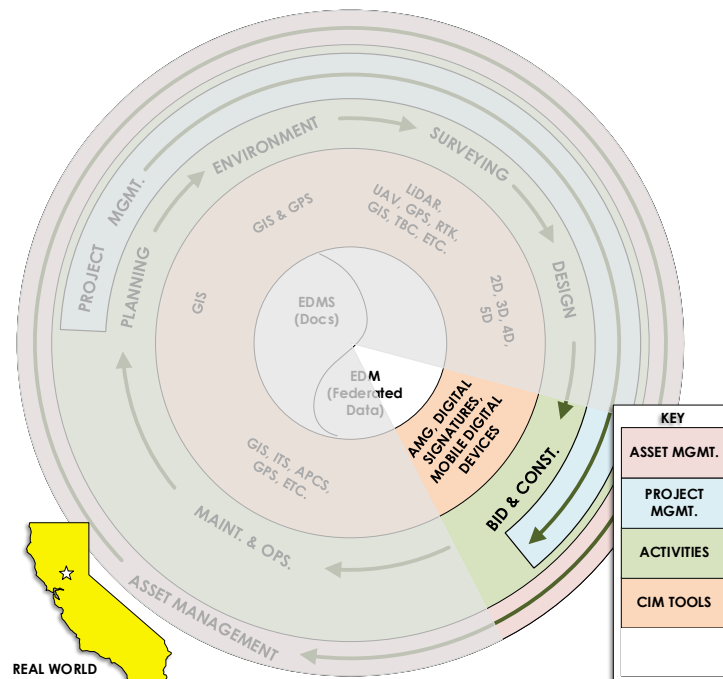 ENVIRONMENT
SURVEYING
DESIGN
BID & CONST.
MAINT. & OPS.
PLANNING
PROJECT MGMT.
ASSET MANAGEMENT
GIS & GPS
LiDAR,
UAV, GPS, RTK,
GIS, TBC, ETC.
2D, 3D, 4D,
5D
AMG, DIGITAL
SIGNATURES,
MOBILE DIGITAL
DEVICES
GIS, ITS, APCS,
GPS, ETC.
GIS
EDMS
(Docs)
EDM
(Federated
Data)
REAL WORLD
KEY
ASSET MGMT.
PROJECT
MGMT.
ACTIVITIES
CIM TOOLS